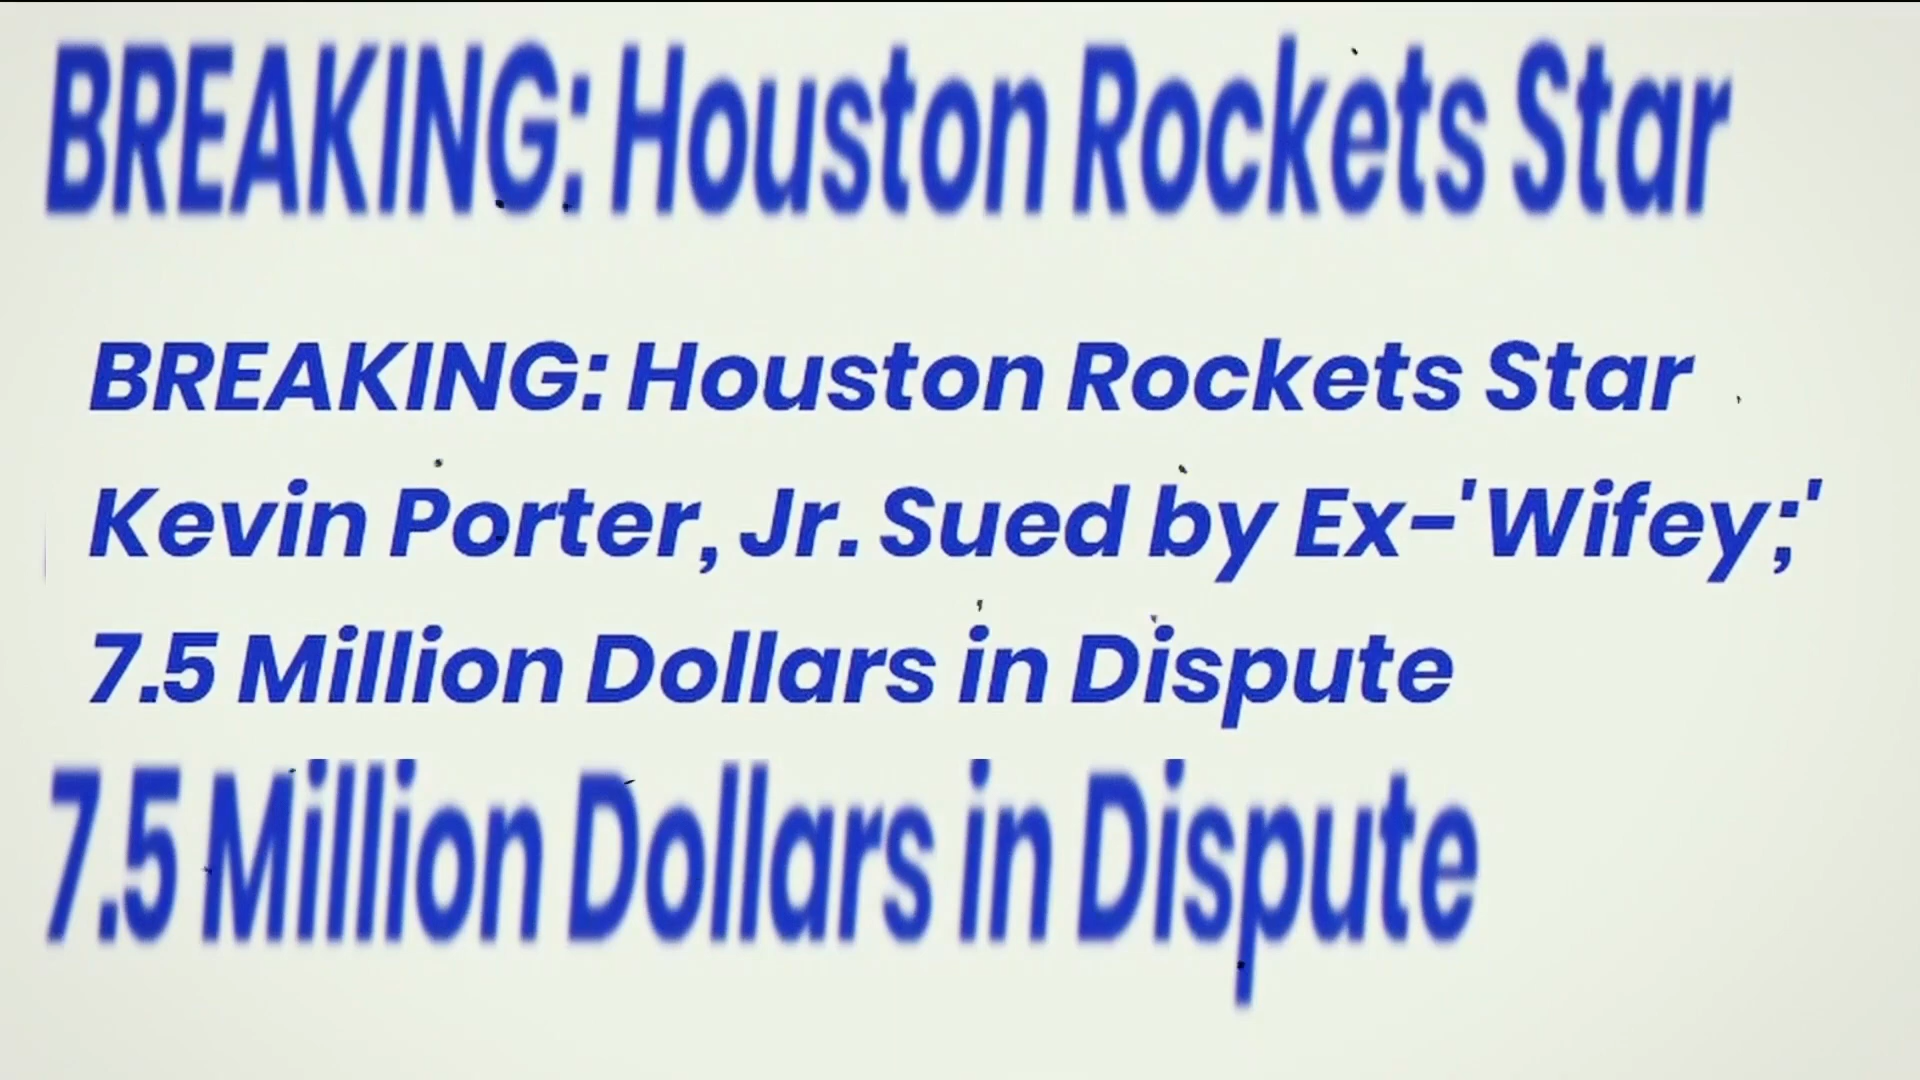 BREAKING: Houston Rockets Star
BREAKING: Houston Rockets Star
Kevin Porter, Jr. Sued by Ex-'Wifey;'
7.5 Million Dollars in Dispute
7.5 Million Dollars in Dispute